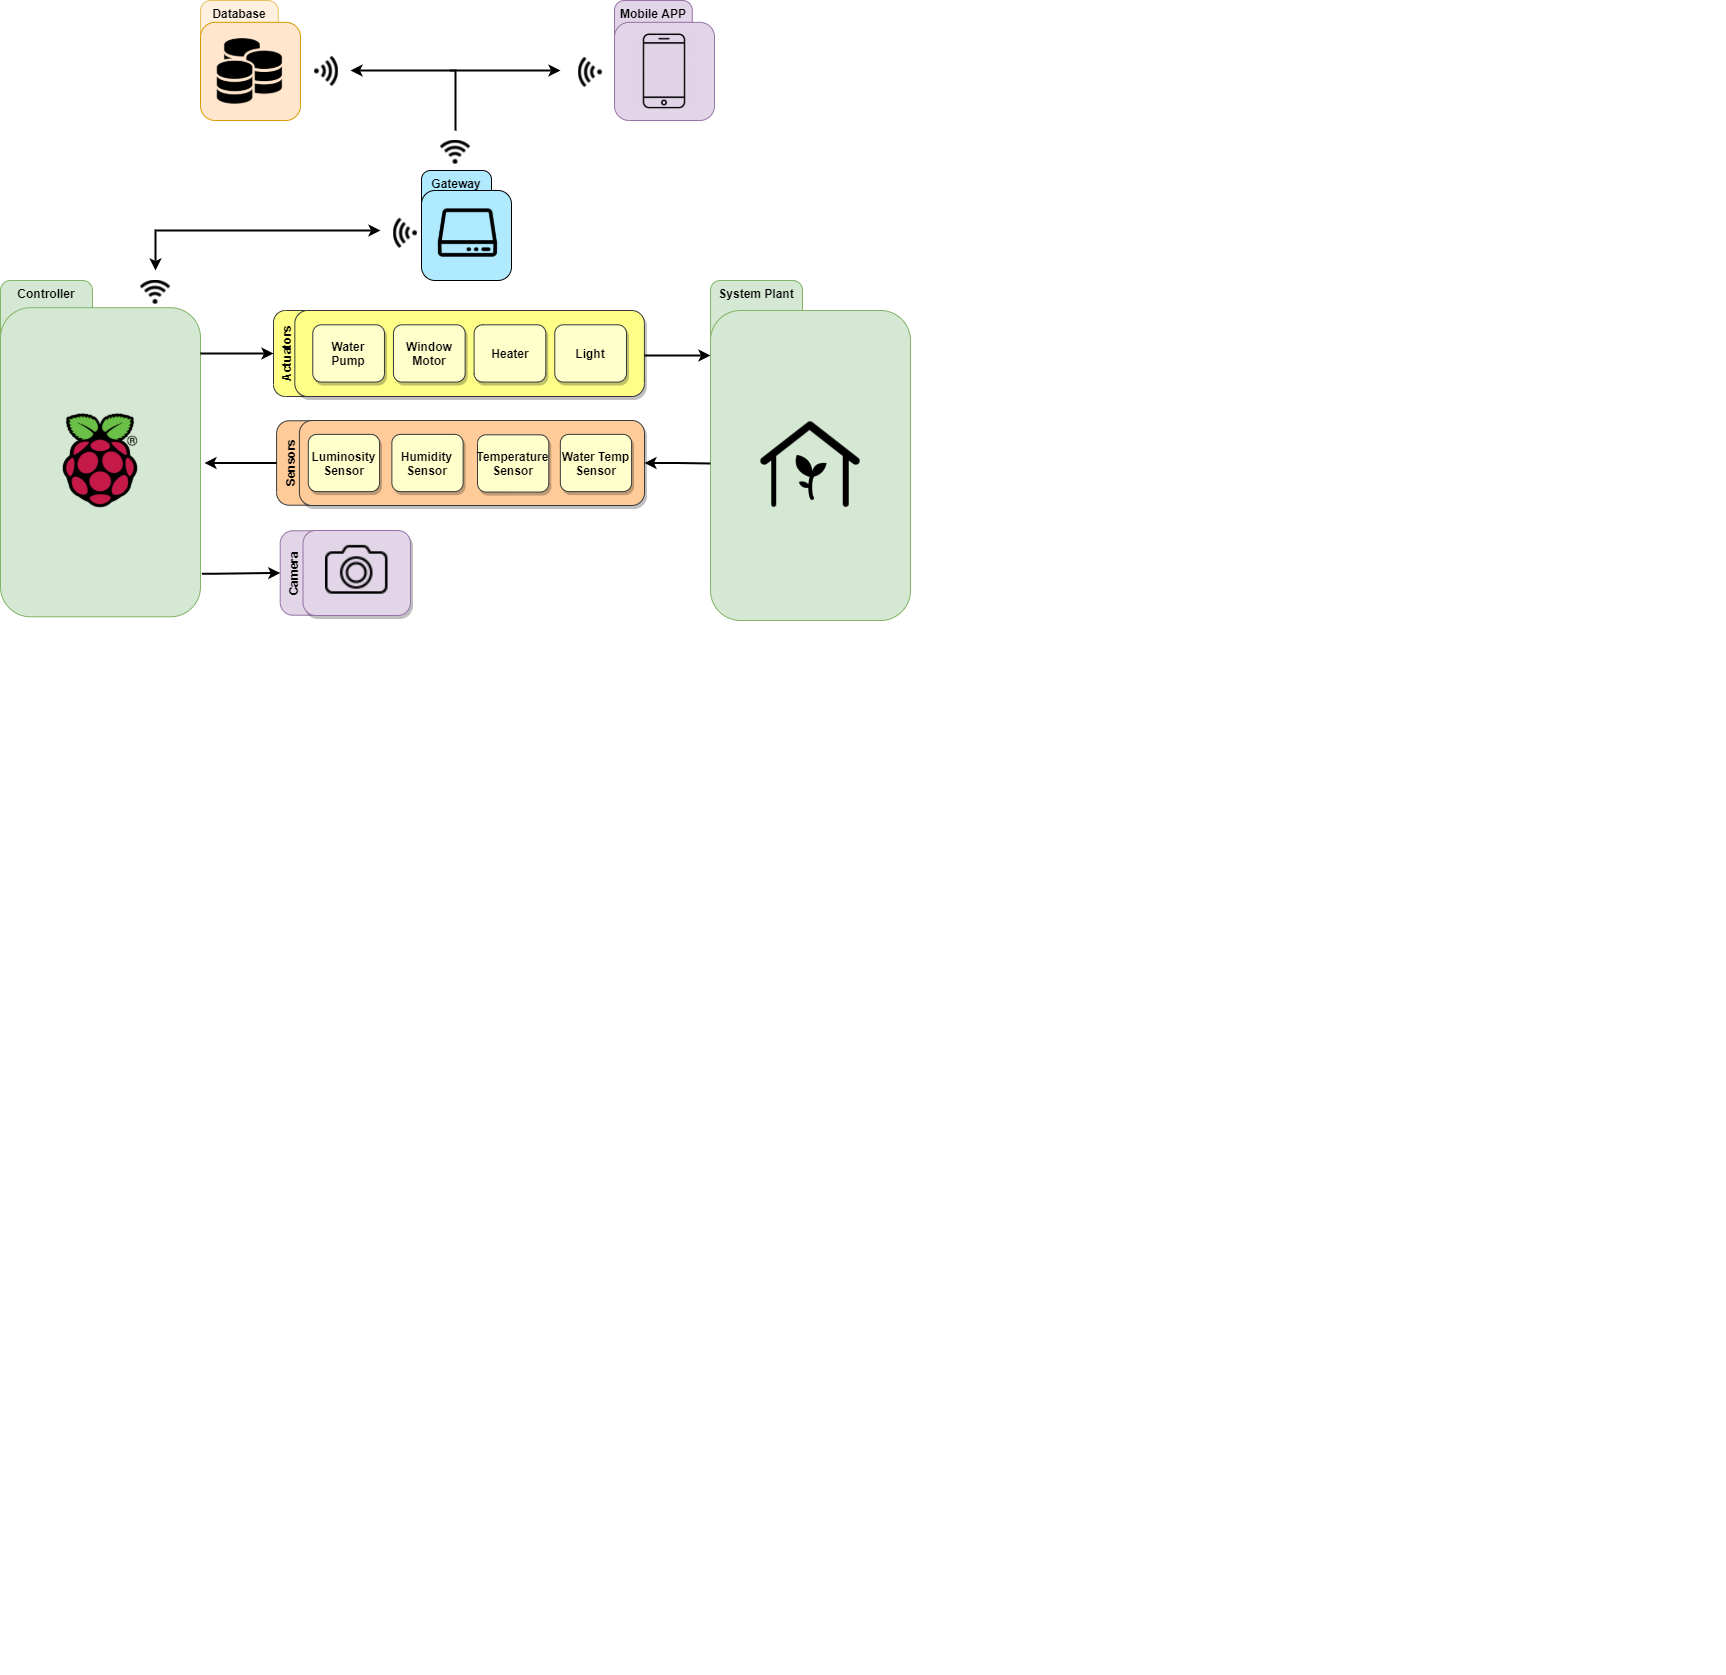 Database
Mobile APP
Gateway
Controller
System Plant
Actuators
Water
Pump
Window
Motor
Heater
Light
Sensors
Luminosity
Sensor
Humidity
Sensor
Temperature
Sensor
Water Temp
Sensor
®
Camera